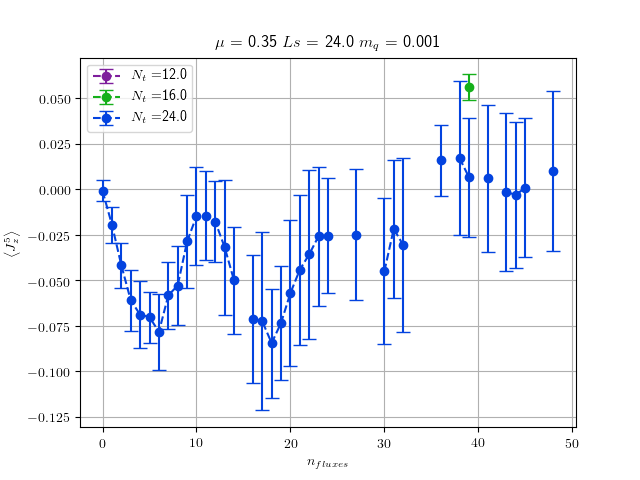 μ = 0.35 Ls = 24.0 m_q = 0.001
N_t =12.0
N_t =16.0
N_t =24.0
0.050
0.025
0.000
−0.025
−0.050
−0.075
−0.100
−0.125
⟨J_z^5⟩
0 10 20 30 40 50
n_fluxes